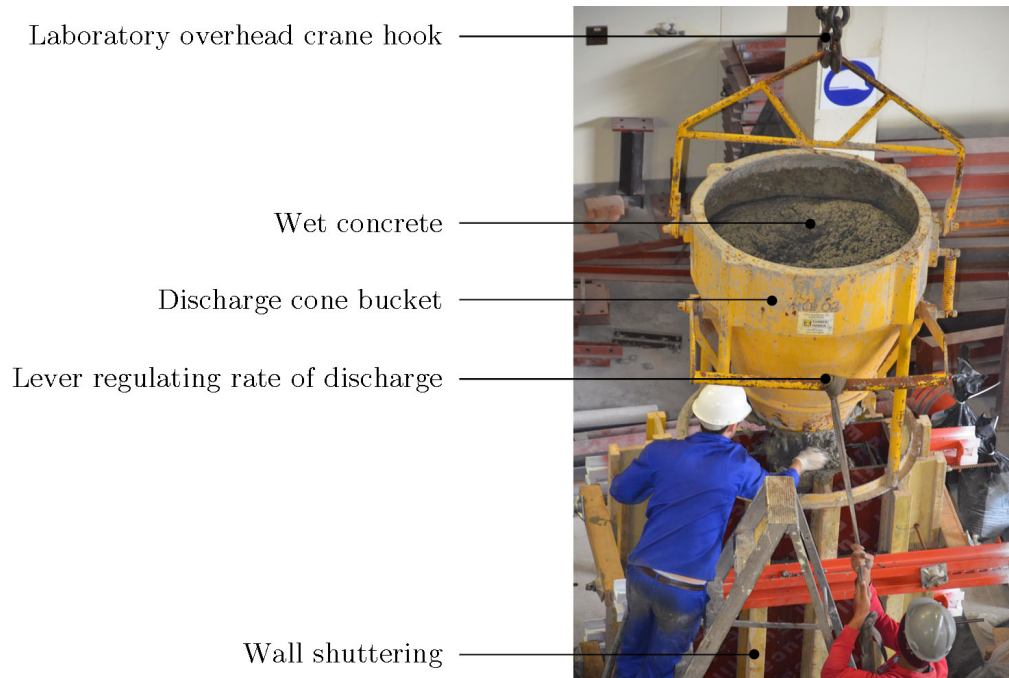 Laboratory overhead crane hook
Wet concrete
Discharge cone bucket
Lever regulating rate of discharge
Wall shuttering